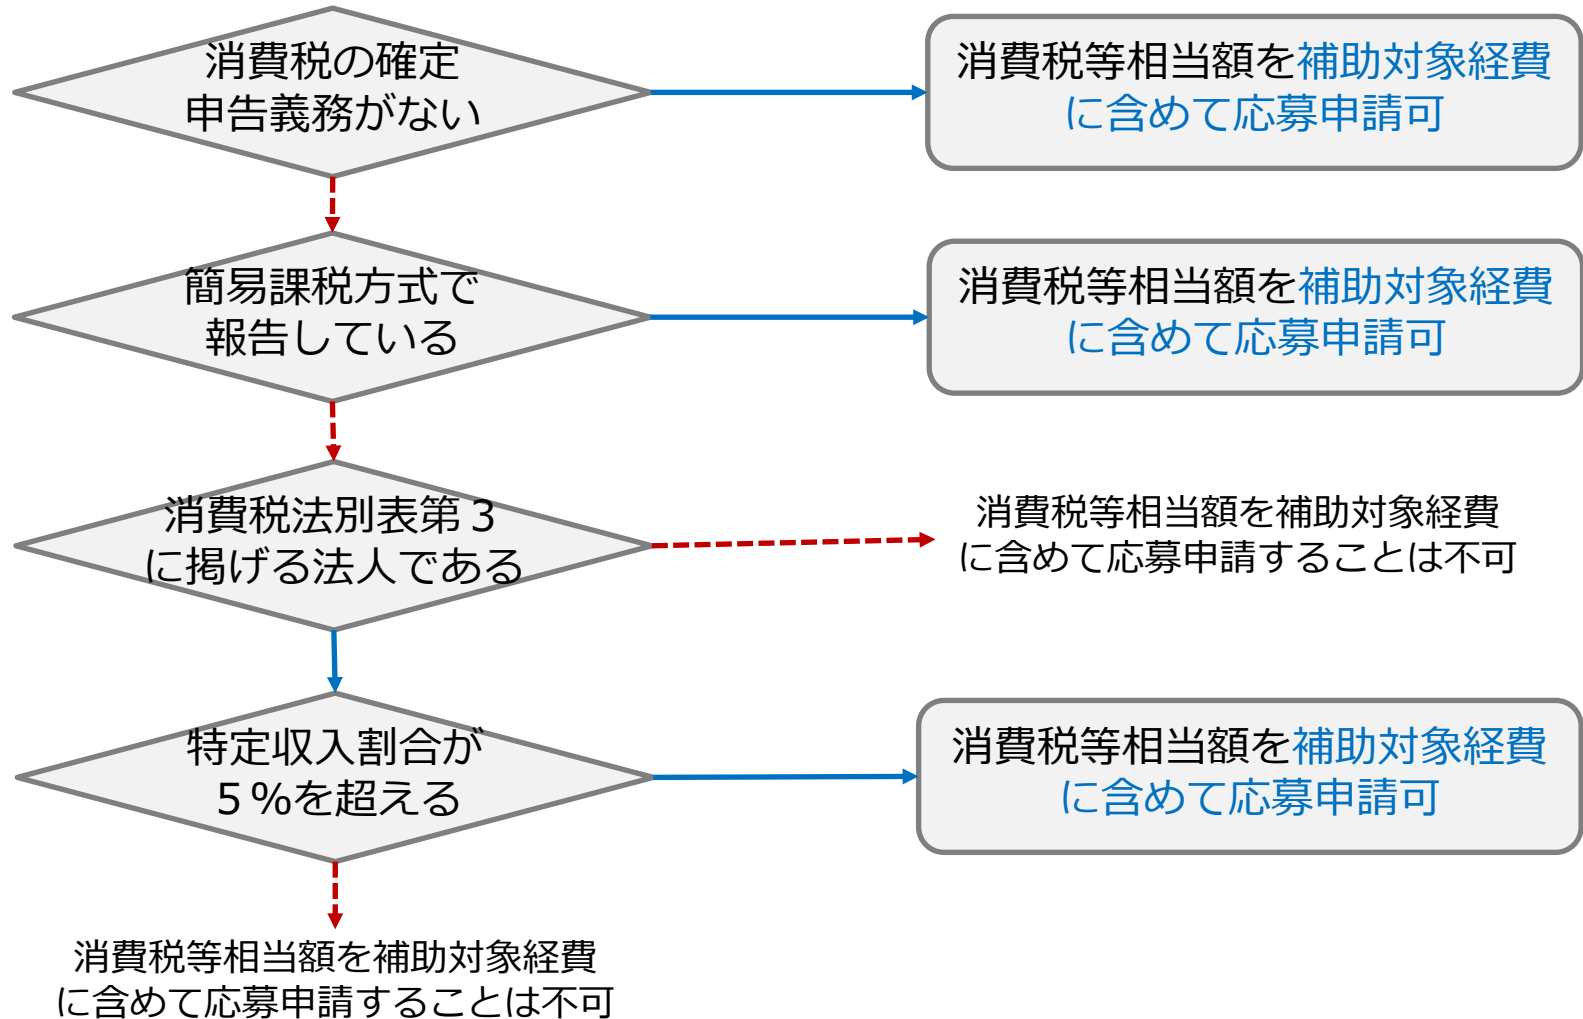 消費税の確定
申告義務がない
消費税等相当額を補助対象経費
に含めて応募申請可
簡易課税方式で
報告している
消費税等相当額を補助対象経費
に含めて応募申請可
消費税法別表第３
に掲げる法人である
消費税等相当額を補助対象経費
に含めて応募申請することは不可
特定収入割合が
５％を超える
消費税等相当額を補助対象経費
に含めて応募申請可
消費税等相当額を補助対象経費
に含めて応募申請することは不可